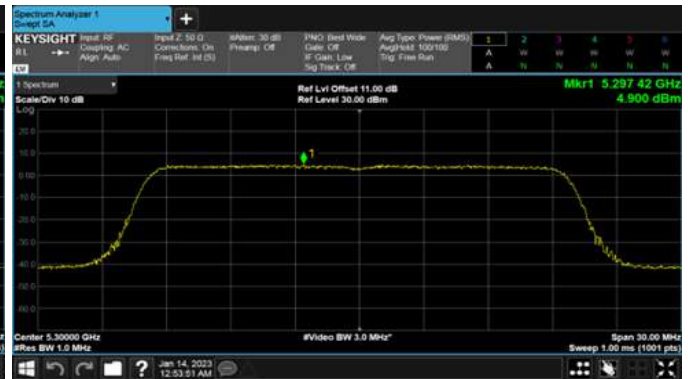 Spectrum Analyzer 1
Swept SA
+
KEYSIGHT Input: RF Input Z: 50 Ω #Atten: 30 dB PNO: Best Wide Avg Type: Power (RMS) 1 2 3 4 5 6
RL Coupling: AC Corrections: On Preamp: Off Gate: Off Avg|Hold: 100/100 A W W W W W
Align: Auto Freq Ref: Int (S) IF Gain: Low Trig: Free Run A N N N N N
Sig Track: Off
1 Spectrum Ref Lvl Offset 11.00 dB Mkr1 5.297 42 GHz
Scale/Div 10 dB Ref Level 30.00 dBm 4.900 dBm
Log
20.0
10.0
0.00
-10.0
-20.0
-30.0
-40.0
-50.0
-60.0
1
Center 5.30000 GHz #Video BW 3.0 MHz* Span 30.00 MHz
#Res BW 1.0 MHz Sweep 1.00 ms (1001 pts)
? Jan 14, 2023
12:53:51 AM